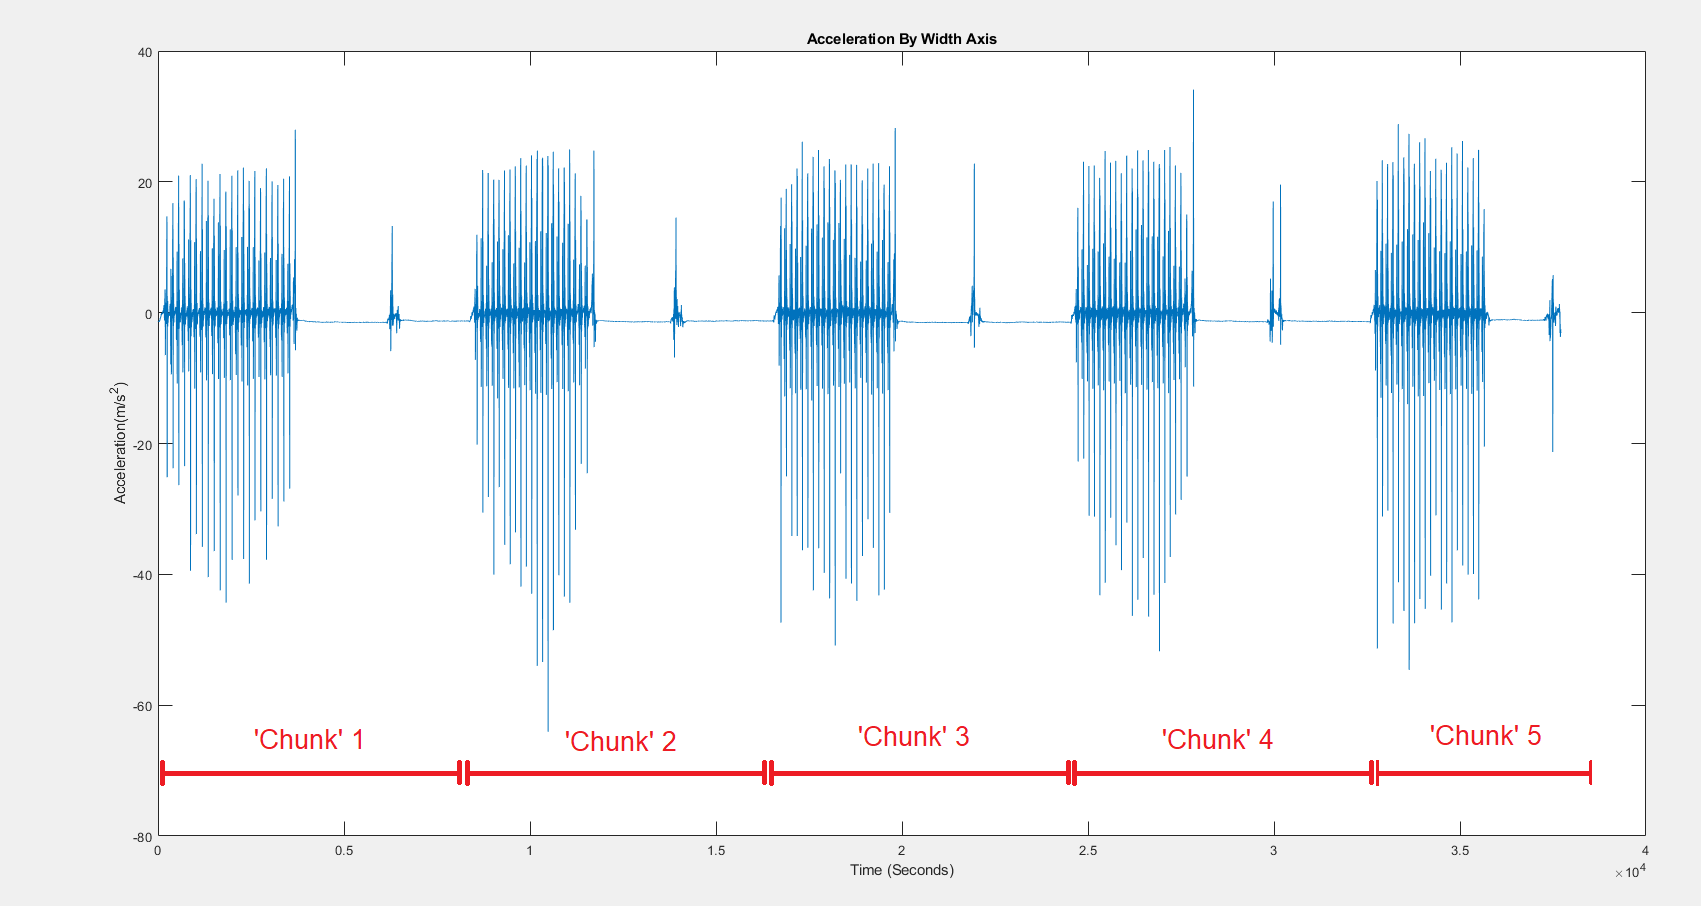 Acceleration By Width Axis
40
20
0
-20
-40
-60
-80
Acceleration(m/s²)
'Chunk' 1
'Chunk' 2
'Chunk' 3
'Chunk' 4
'Chunk' 5
0
0.5
1
1.5
2
2.5
3
3.5
4
Time (Seconds)
×10⁴